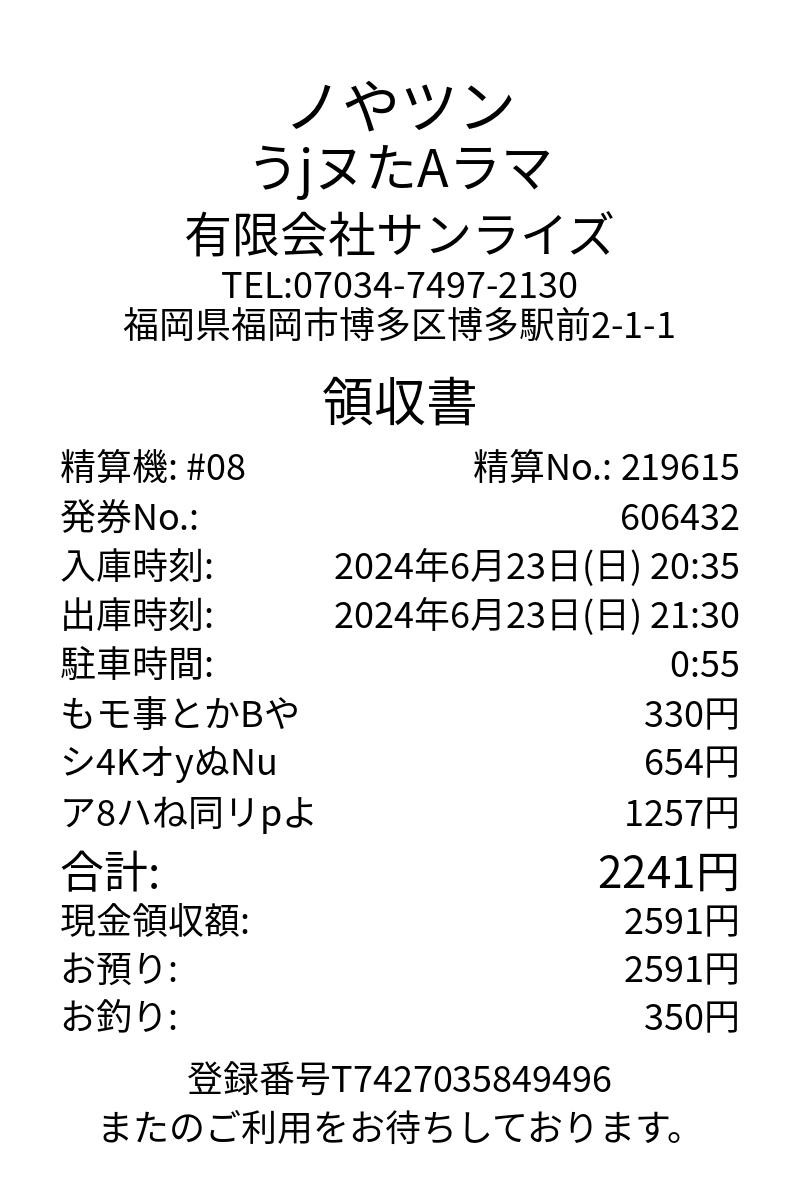 ノやツン
うjヌたAラマ
有限会社サンライズ
TEL:07034-7497-2130
福岡県福岡市博多区博多駅前2-1-1
領収書
精算機: #08 精算No.: 219615
発券No.: 606432
入庫時刻: 2024年6月23日(日) 20:35
出庫時刻: 2024年6月23日(日) 21:30
駐車時間: 0:55
もモ事とかBや 330円
シ4KオyぬNu 654円
ア8ハね同リpよ 1257円
合計: 2241円
現金領収額: 2591円
お預り: 2591円
お釣り: 350円
登録番号T7427035849496
またのご利用をお待ちしております。